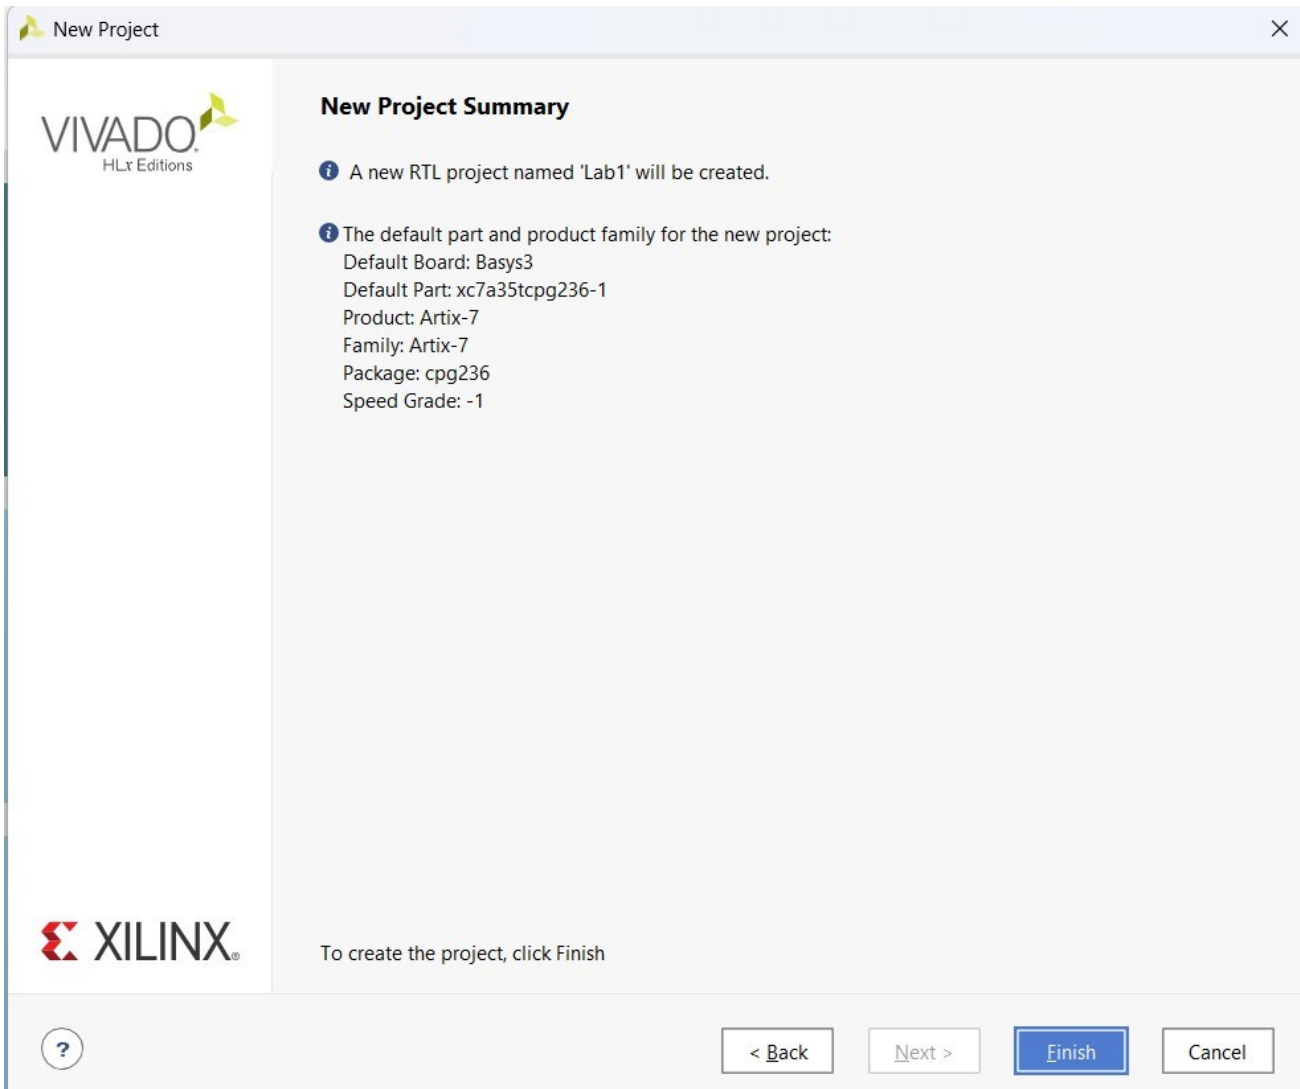 New Project
VIVADO.
HLx Editions
New Project Summary
A new RTL project named 'Lab1' will be created.
The default part and product family for the new project:
Default Board: Basys3
Default Part: xc7a35tcpg236-1
Product: Artix-7
Family: Artix-7
Package: cpg236
Speed Grade: -1
XILINX®
To create the project, click Finish
?
< Back
Next >
Finish
Cancel